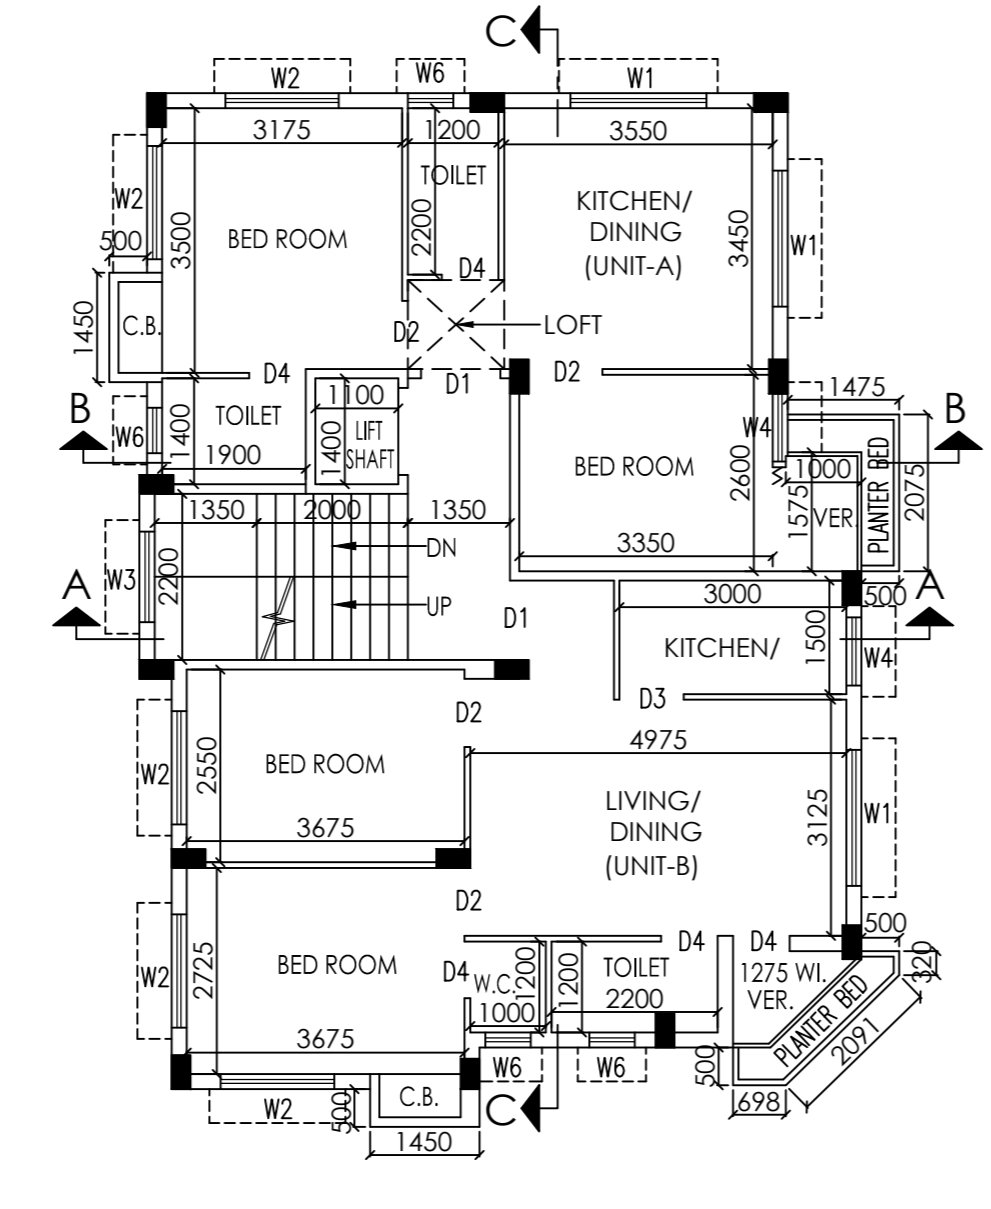 C
W2
W6
W1
3175
1200
3550
TOILET
W2
KITCHEN/
DINING
(UNIT-A)
BED ROOM
2200
3500
3450
W1
500
D4
1450
C.B.
D2
LOFT
D4
D1
D2
1100
1475
B
B
TOILET
W6
1400
1400
LIFT
SHAFT
W4
1900
BED ROOM
2600
1000
PLANTER BED
2075
1575
VER.
1350
2000
1350
DN
3350
W3
2200
A
A
UP
D1
3000
500
KITCHEN/
1500
W4
D3
D2
4975
W2
2550
BED ROOM
LIVING/
DINING
(UNIT-B)
3125
W1
3675
D2
500
D4
D4
320
W2
2725
BED ROOM
D4
W.C.
1200
1200
TOILET
1275 WI.
VER.
1000
2200
PLANTER BED
2091
3675
W6
W6
500
C.B.
W2
500
C
698
1450